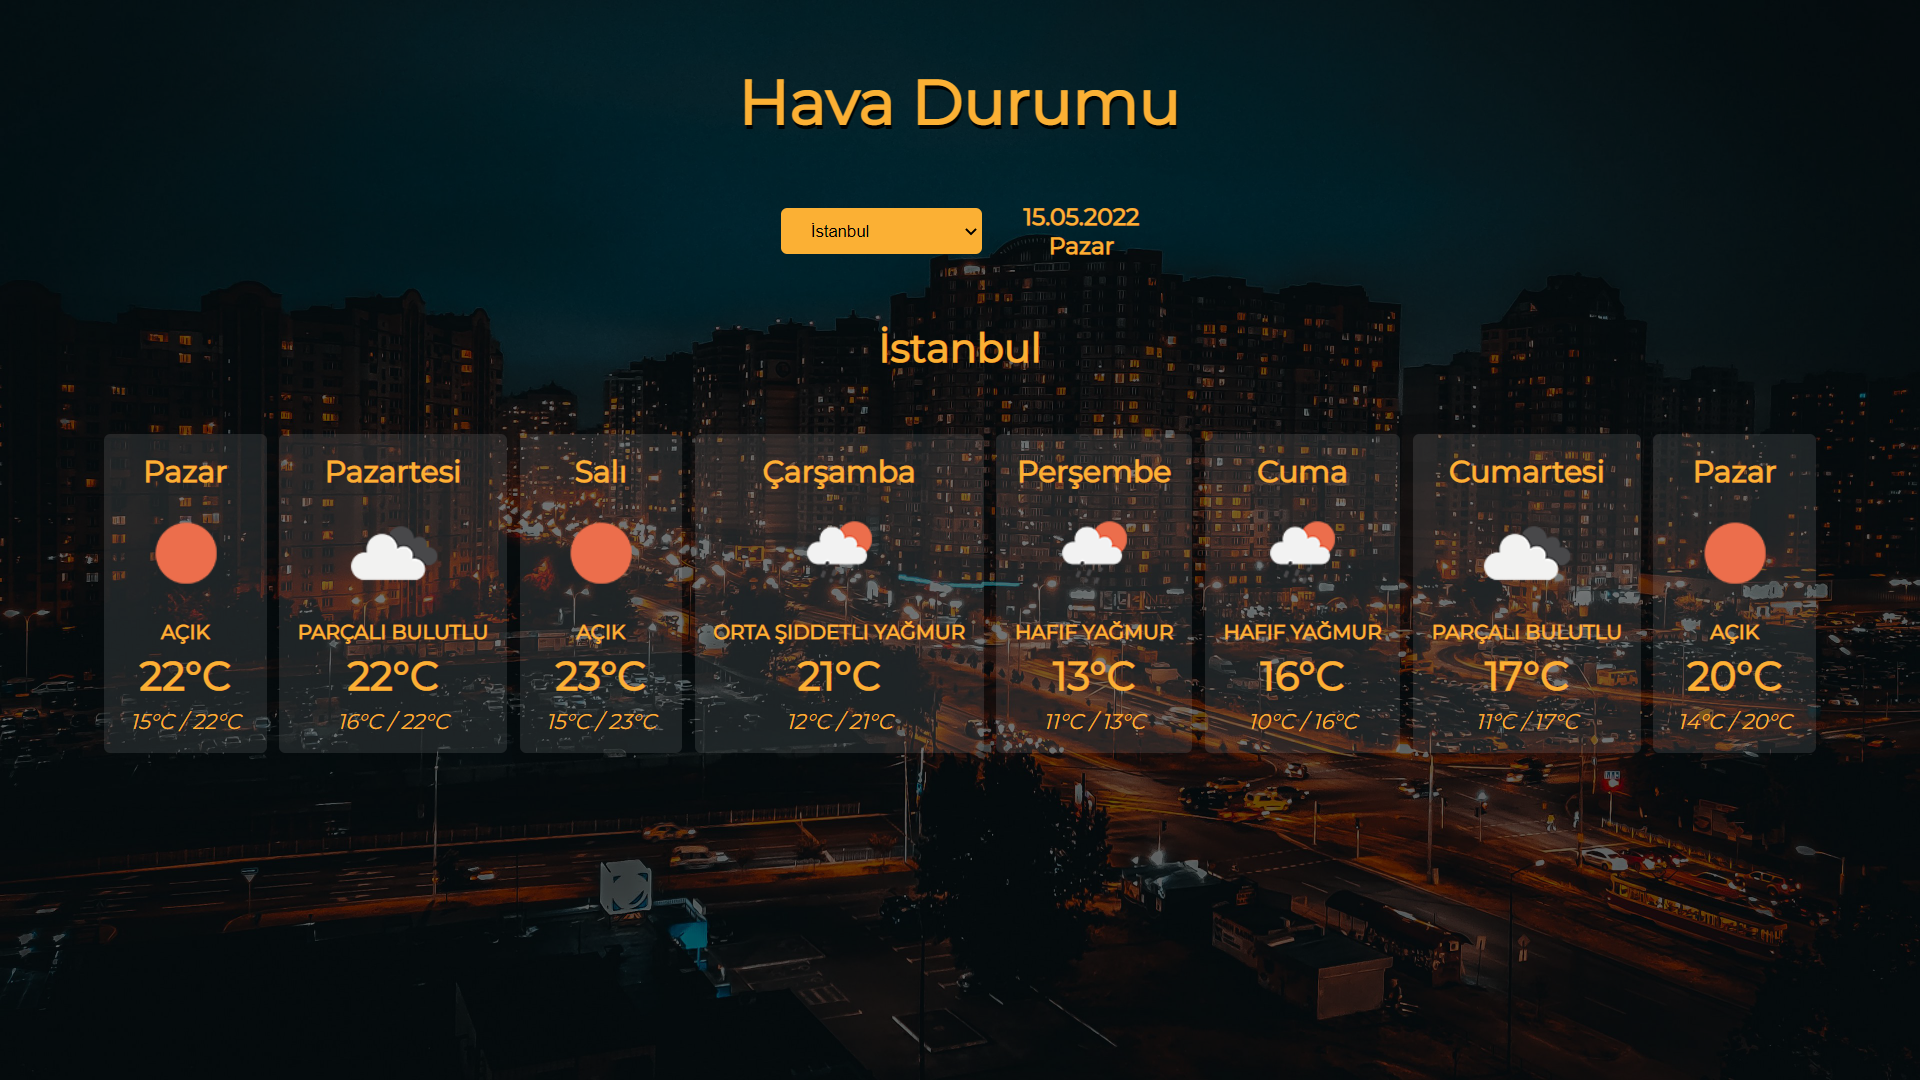 Hava Durumu
İstanbul
15.05.2022
Pazar
İstanbul
Pazar
AÇIK
22°C
15°C / 22°C
Pazartesi
PARÇALI BULUTLU
22°C
16°C / 22°C
Salı
AÇIK
23°C
15°C / 23°C
Çarşamba
ORTA ŞIDDETLI YAĞMUR
21°C
12°C / 21°C
Perşembe
HAFIF YAĞMUR
13°C
11°C / 13°C
Cuma
HAFIF YAĞMUR
16°C
10°C / 16°C
Cumartesi
PARÇALI BULUTLU
17°C
11°C / 17°C
Pazar
AÇIK
20°C
14°C / 20°C